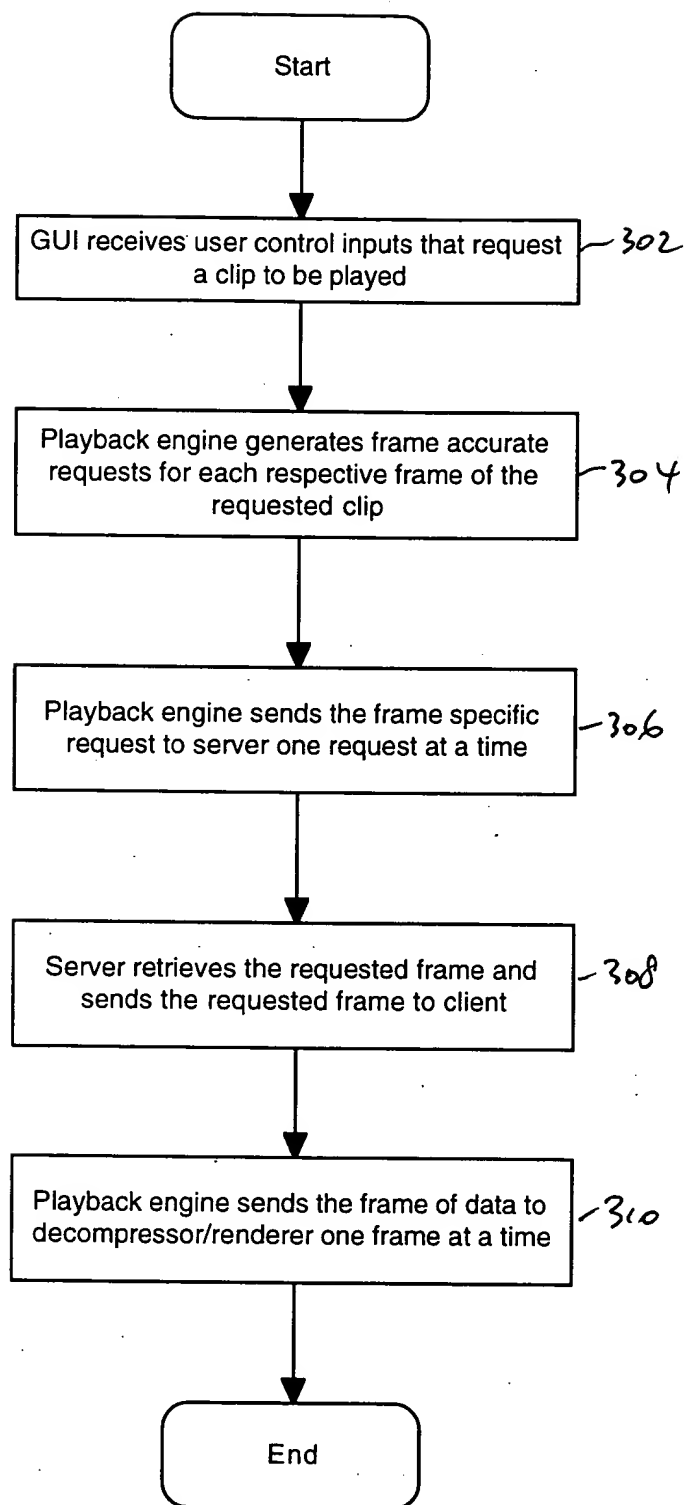 Start
GUI receives user control inputs that request
a clip to be played
302
Playback engine generates frame accurate
requests for each respective frame of the
requested clip
304
Playback engine sends the frame specific
request to server one request at a time
306
Server retrieves the requested frame and
sends the requested frame to client
308
Playback engine sends the frame of data to
decompressor/renderer one frame at a time
310
End